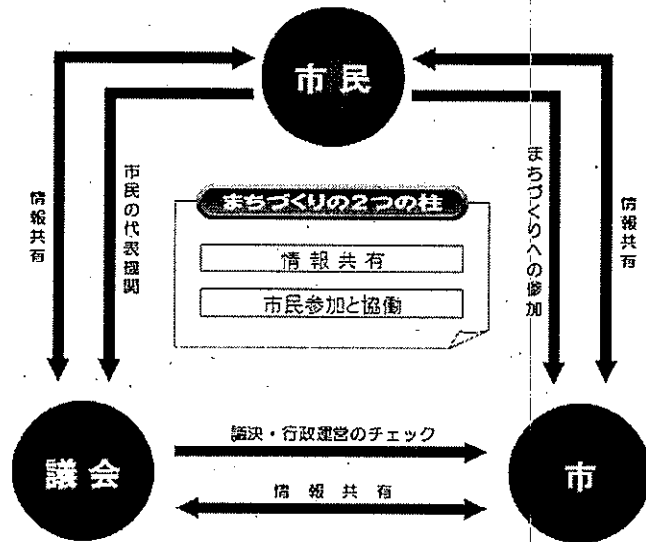 市民
情報共有
市民の代表機関
まちづくりの2つの柱
情報共有
市民参加と協働
まちづくりへの参加
情報共有
議会
議決・行政運営のチェック
情報共有
市